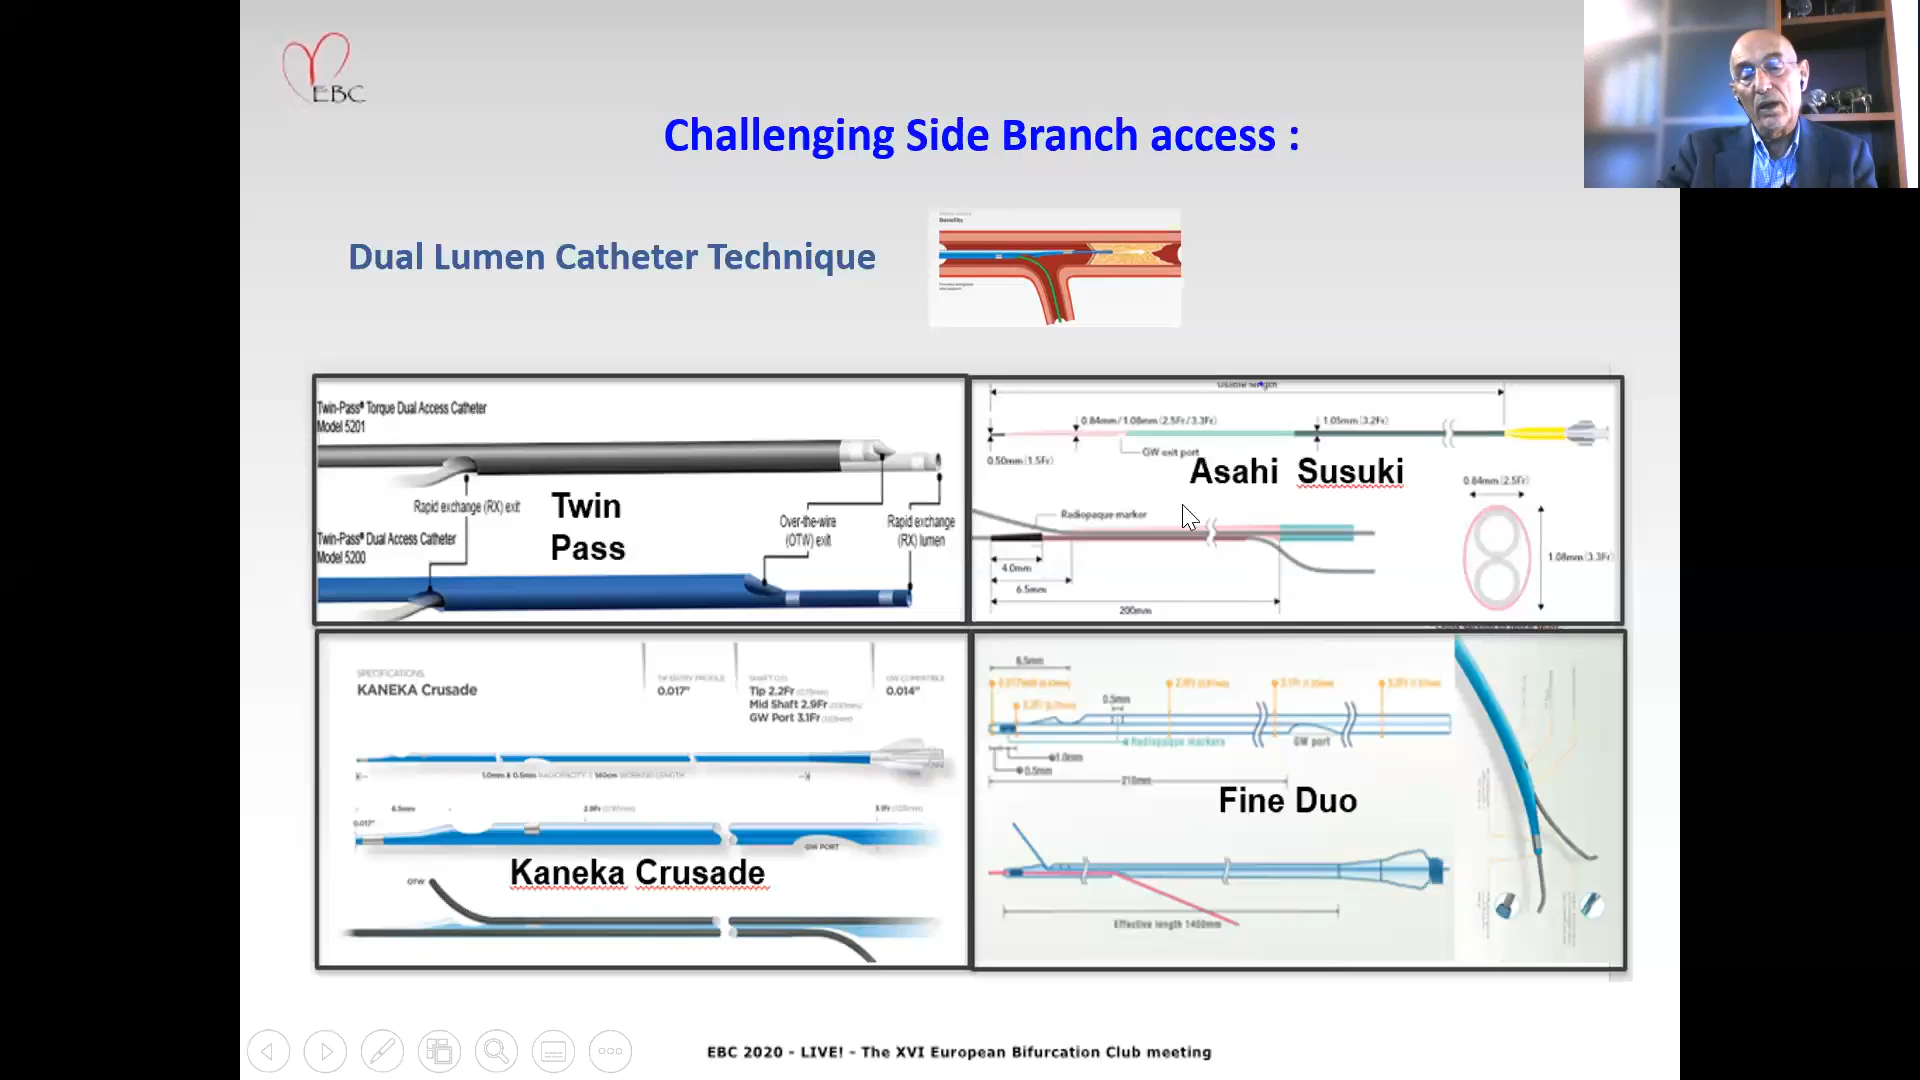 EBC
Challenging Side Branch access :
Dual Lumen Catheter Technique
Benefits
Twin-Pass® Torque Dual Access Catheter
Model 5201
Rapid exchange (RX) exit
Twin
Pass
Over-the-wire
(OTW) exit
Rapid exchange
(RX) lumen
Twin-Pass® Dual Access Catheter
Model 5200
Usable length
0.84mm/1.08mm(2.5Fr/3.3Fr)
1.05mm(3.2Fr)
GW exit port
0.50mm(1.5Fr)
Asahi Susuki
0.84mm(2.5Fr)
Radiopaque markor
1.08mm(3.3Fr)
4.0mm
6.5mm
200mm
SPECIFICATIONS
KANEKA Crusade
TIP ENTRY PROFILE
0.017"
SHAFT O.D.
Tip 2.2Fr
Mid Shaft 2.9Fr
GW Port 3.1Fr
GW COMPATIBLE
0.014"
1.0mm & 0.5mm RADIOPACITY | 140cm WORKING LENGTH
6.5mm
2.9Fr
3.1Fr
0.017"
GW PORT
Kaneka Crusade
OTW
6.5mm
0.5mm
Radiopaque markers
GW port
1.0mm
0.5mm
210mm
Fine Duo
Effective length 1400mm
EBC 2020 - LIVE! - The XVI European Bifurcation Club meeting